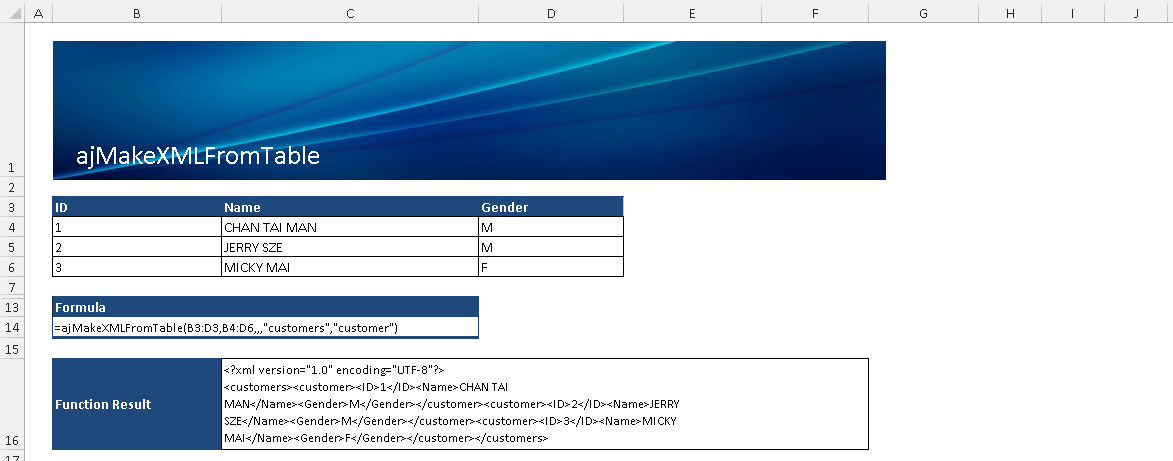 A B C D E F G H I J
1 ajMakeXMLFromTable
2
3 ID Name Gender
4 1 CHAN TAI MAN M
5 2 JERRY SZE M
6 3 MICKY MAI F
7
13 Formula
14 =ajMakeXMLFromTable(B3:D3,B4:D6,,,"customers","customer")
15
<?xml version="1.0" encoding="UTF-8"?>
<customers><customer><ID>1</ID><Name>CHAN TAI
Function Result MAN</Name><Gender>M</Gender></customer><customer><ID>2</ID><Name>JERRY
SZE</Name><Gender>M</Gender></customer><customer><ID>3</ID><Name>MICKY
16 MAI</Name><Gender>F</Gender></customer></customers>
17